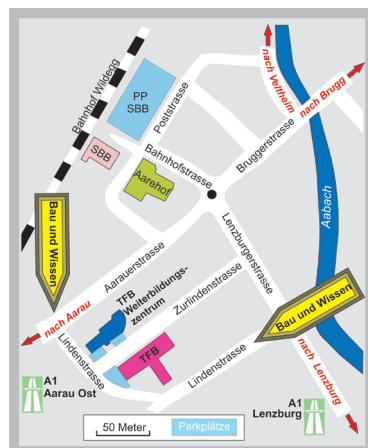 Bahnhof Wildegg
PP
SBB
Poststrasse
nach Veltheim
nach Brugg
SBB
Bahnhofstrasse
Bruggerstrasse
Aarehof
Aabach
Bau und Wissen
Aarauerstrasse
Lenzburgerstrasse
TFB
Weiterbildungs-
zentrum
Zurlindenstrasse
Bau und Wissen
nach Aarau
Lindenstrasse
TFB
Lindenstrasse
nach Lenzburg
A1
Aarau Ost
A1
Lenzburg
50 Meter
Parkplätze